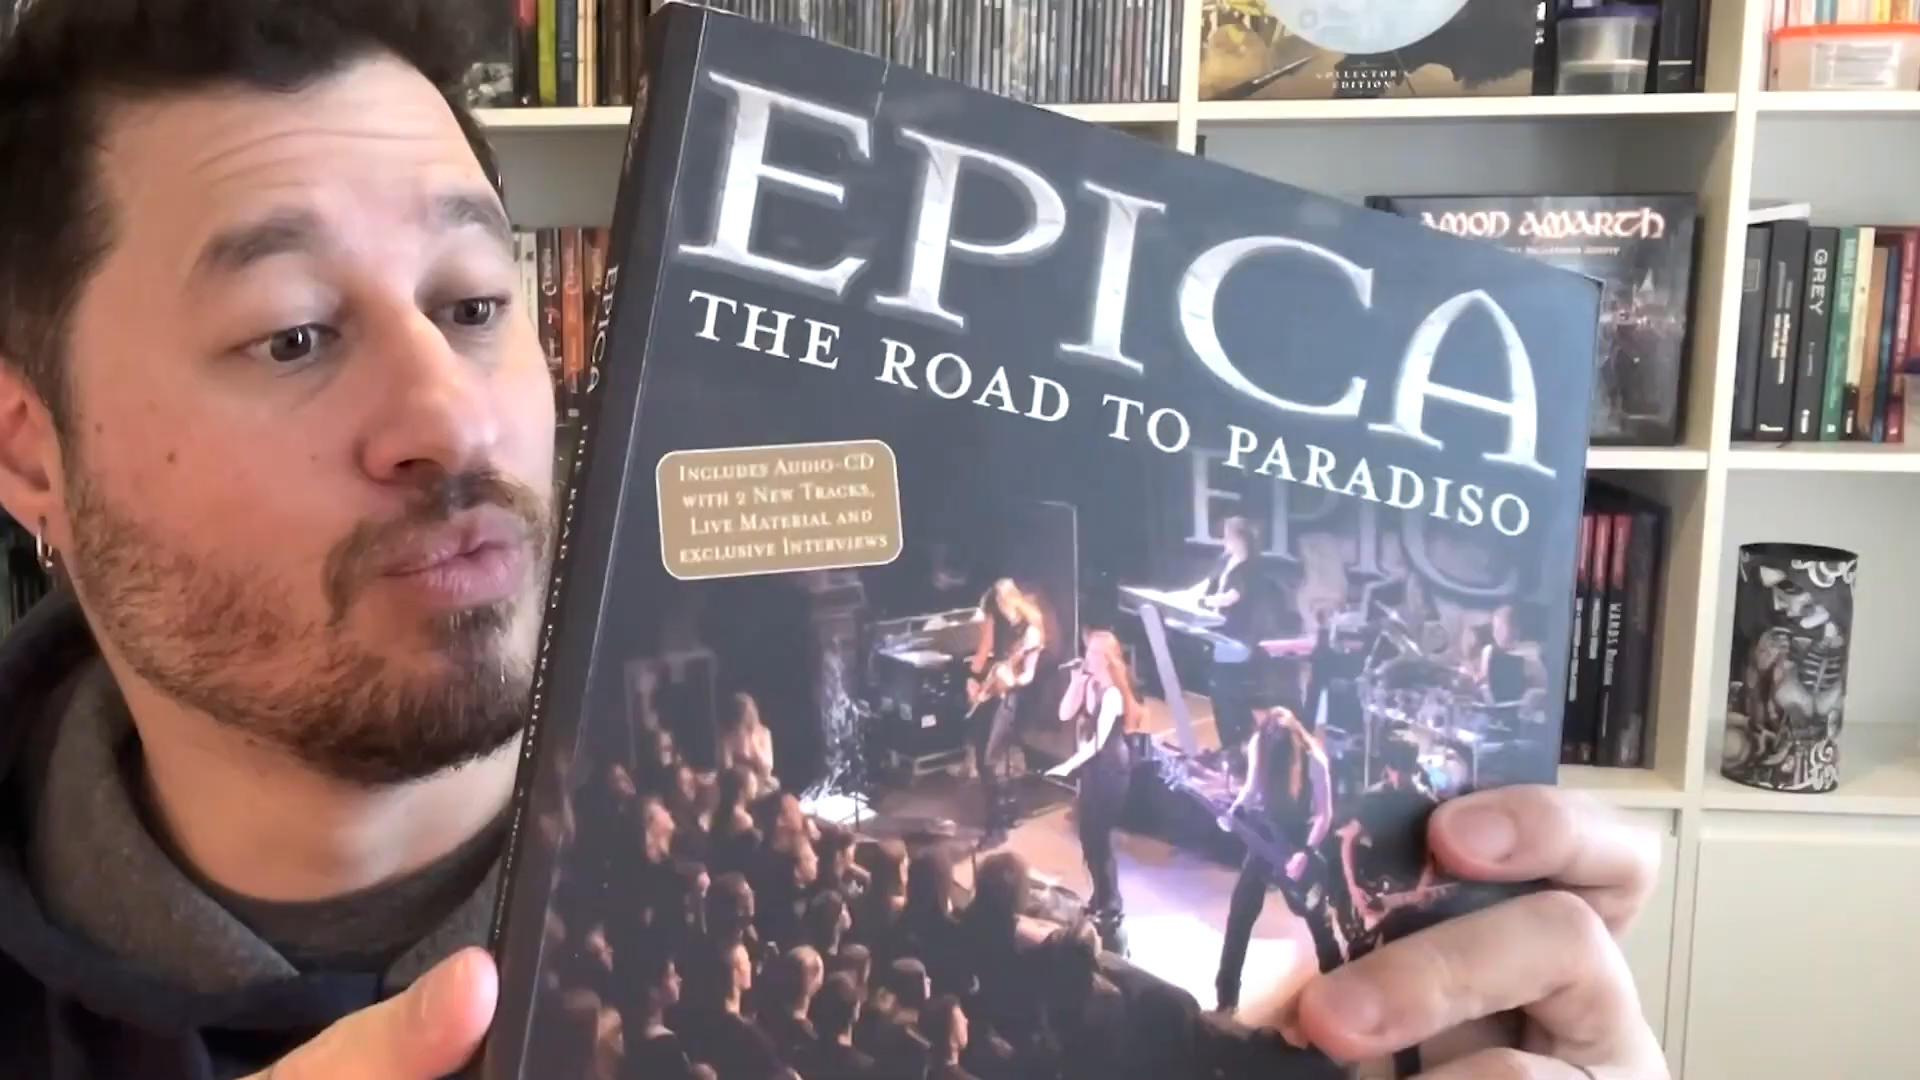 COLLECTOR'S
EDITION
EPICA
THE ROAD TO PARADISO
INCLUDES AUDIO-CD
WITH 2 NEW TRACKS,
LIVE MATERIAL AND
EXCLUSIVE INTERVIEWS
EPIC
EPICA THE ROAD TO PARADISO
AMON AMARTH
GREY